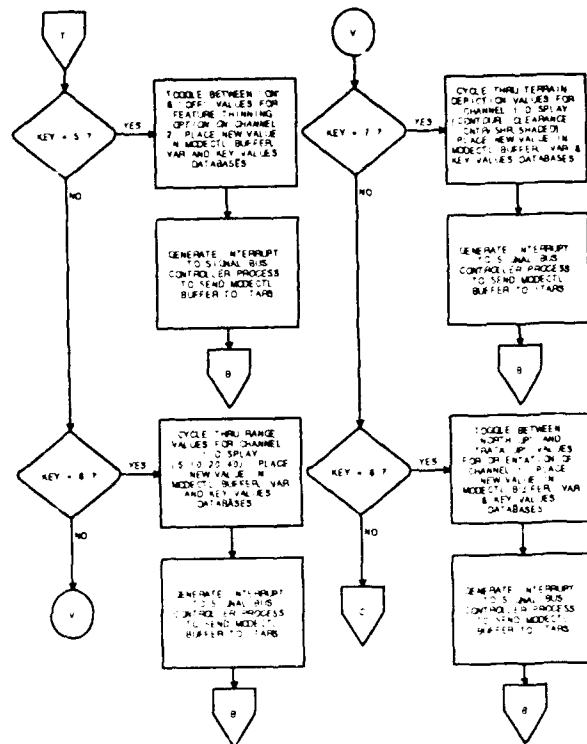 T
KEY = 5 ?
YES
NO
TOGGLE BETWEEN 'ON'
& 'OFF' VALUES FOR
FEATURE THINNING
OPTION ON CHANNEL
2. PLACE NEW VALUE
IN MODECTL BUFFER,
VAR AND KEY VALUES
DATABASES
GENERATE INTERRUPT
TO SIGNAL BUS
CONTROLLER PROCESS
TO SEND MODECTL
BUFFER TO ITARS
B
KEY = 6 ?
YES
NO
CYCLE THRU RANGE
VALUES FOR CHANNEL
1 DISPLAY
(5,10,20,40). PLACE
NEW VALUE IN
MODECTL BUFFER, VAR
AND KEY VALUES
DATABASES
GENERATE INTERRUPT
TO SIGNAL BUS
CONTROLLER PROCESS
TO SEND MODECTL
BUFFER TO ITARS
B
V
V
KEY = 7 ?
YES
NO
CYCLE THRU TERRAIN
DEPICTION VALUES FOR
CHANNEL 1 DISPLAY
(CONTOUR, CLEARANCE,
CNTR/SHR, SHADED)
PLACE NEW VALUE IN
MODECTL BUFFER, VAR &
KEY VALUES DATABASES
GENERATE INTERRUPT
TO SIGNAL BUS
CONTROLLER PROCESS
TO SEND MODECTL
BUFFER TO ITARS
B
KEY = 8 ?
YES
NO
TOGGLE BETWEEN
'NORTH UP' AND
VALUES
FOR ORIENTATION OF
CHANNEL 1. PLACE
NEW VALUE IN
MODECTL BUFFER, VAR
& KEY VALUES
DATABASES
GENERATE INTERRUPT
TO SIGNAL BUS
CONTROLLER PROCESS
TO SEND MODECTL
BUFFER TO ITARS
B
C